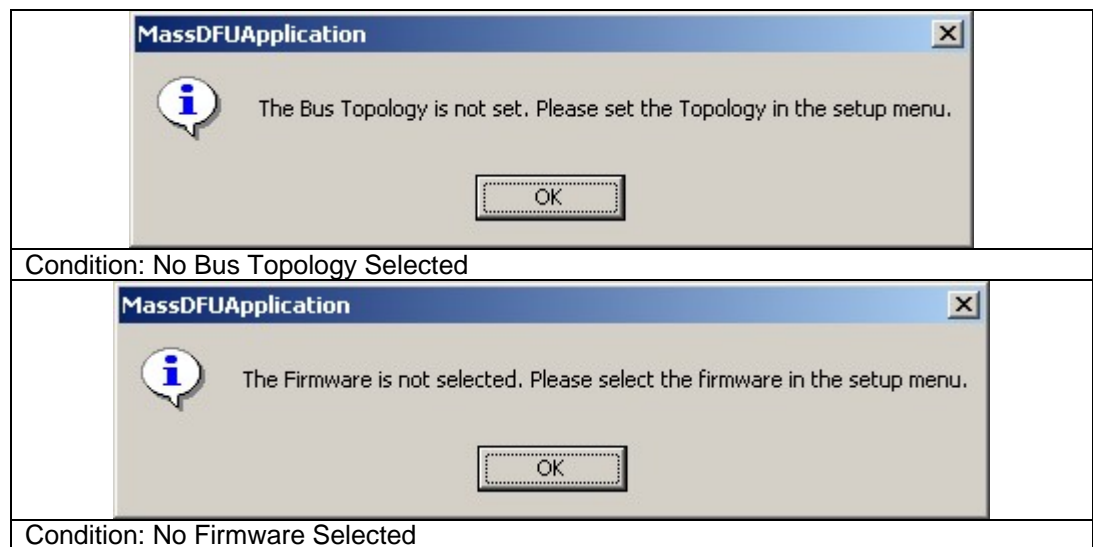 MassDFUApplication
The Bus Topology is not set. Please set the Topology in the setup menu.
OK
Condition: No Bus Topology Selected
MassDFUApplication
The Firmware is not selected. Please select the firmware in the setup menu.
OK
Condition: No Firmware Selected